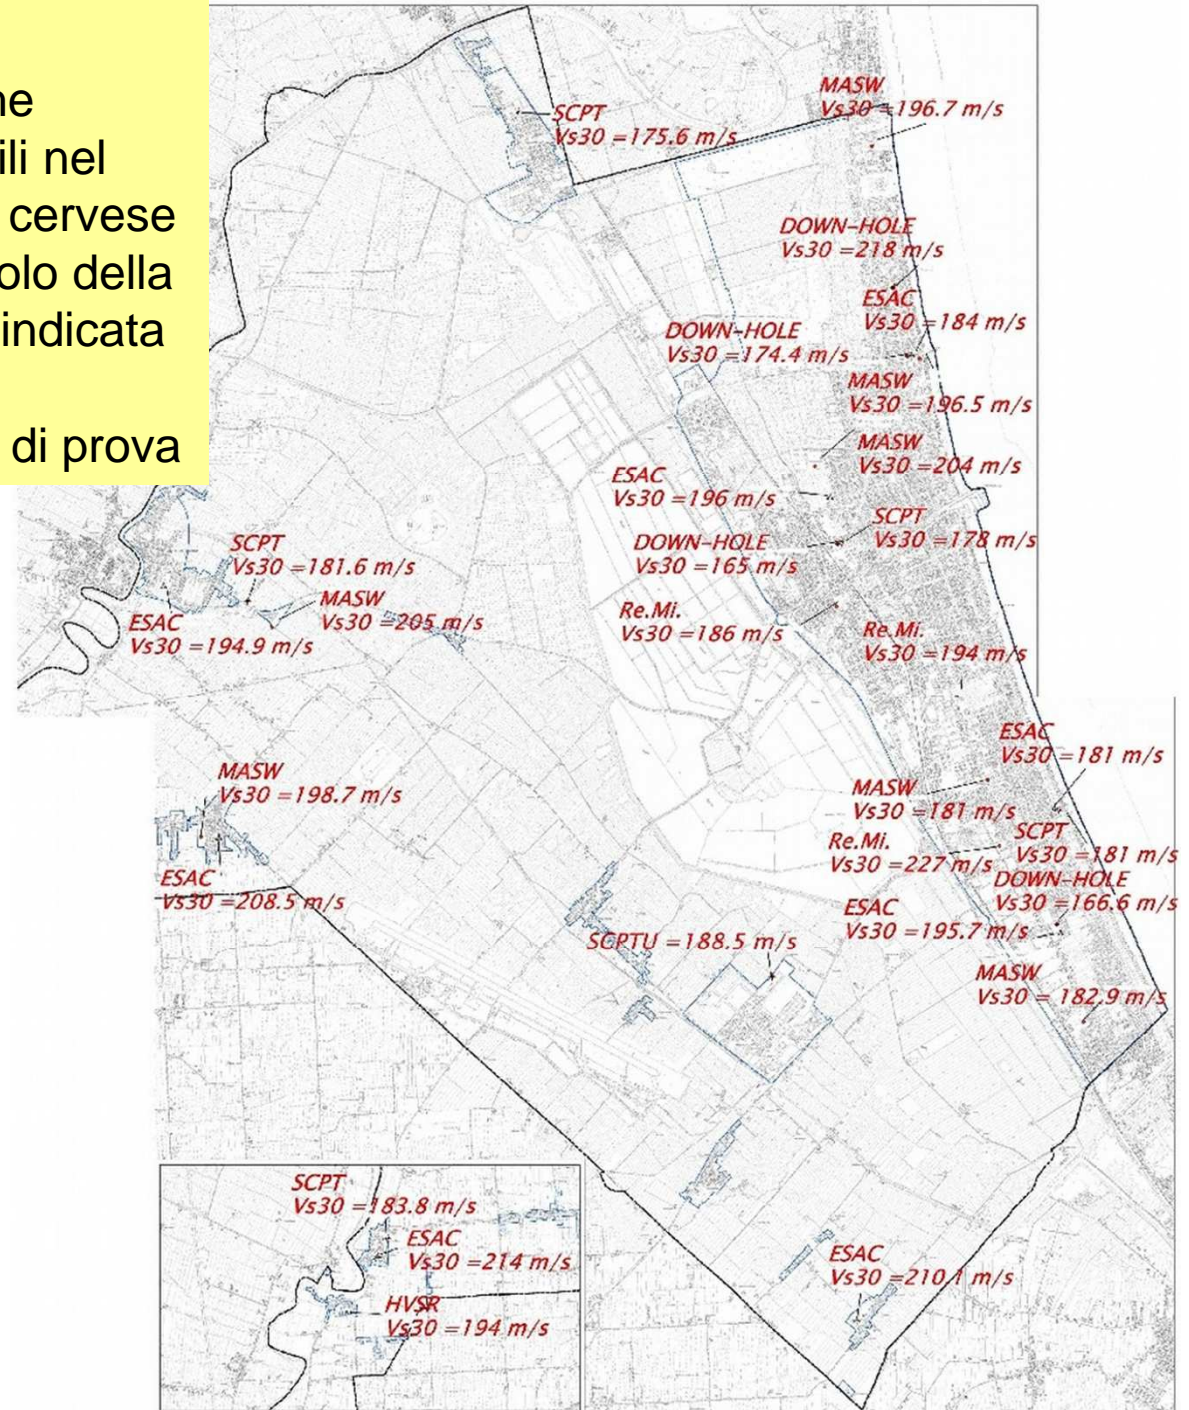 ne
ili nel
cervese
olo della
indicata
di prova
SCPT
Vs30 =175.6 m/s
MASW
Vs30 =196.7 m/s
DOWN-HOLE
Vs30 =218 m/s
ESAC
Vs30 =184 m/s
DOWN-HOLE
Vs30 =174.4 m/s
MASW
Vs30 =196.5 m/s
MASW
Vs30 =204 m/s
ESAC
Vs30 =196 m/s
SCPT
Vs30 =178 m/s
DOWN-HOLE
Vs30 =165 m/s
Re.Mi.
Vs30 =186 m/s
Re.Mi.
Vs30 =194 m/s
SCPT
Vs30 =181.6 m/s
MASW
Vs30 =205 m/s
ESAC
Vs30 =194.9 m/s
MASW
Vs30 =198.7 m/s
ESAC
Vs30 =208.5 m/s
ESAC
Vs30 =181 m/s
MASW
Vs30 =181 m/s
SCPT
Vs30 =181 m/s
Re.Mi.
Vs30 =227 m/s
DOWN-HOLE
Vs30 =166.6 m/s
ESAC
Vs30 =195.7 m/s
SCPTU =188.5 m/s
MASW
Vs30 = 182.9 m/s
SCPT
Vs30 =183.8 m/s
ESAC
Vs30 =214 m/s
HVSR
Vs30 =194 m/s
ESAC
Vs30 =210.1 m/s